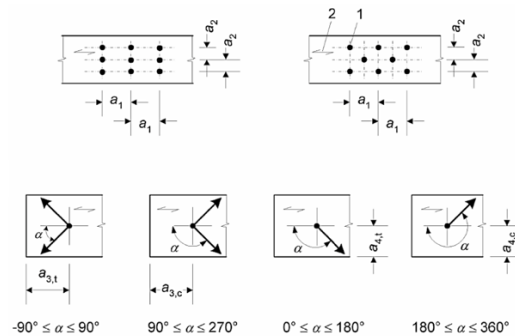 a2
a2
a1
a1
2
1
a2
a2
a1
a1
α
a3,t
α
a3,c
α
a4,t
α
a4,c
-90° ≤ α ≤ 90°
90° ≤ α ≤ 270°
0° ≤ α ≤ 180°
180° ≤ α ≤ 360°